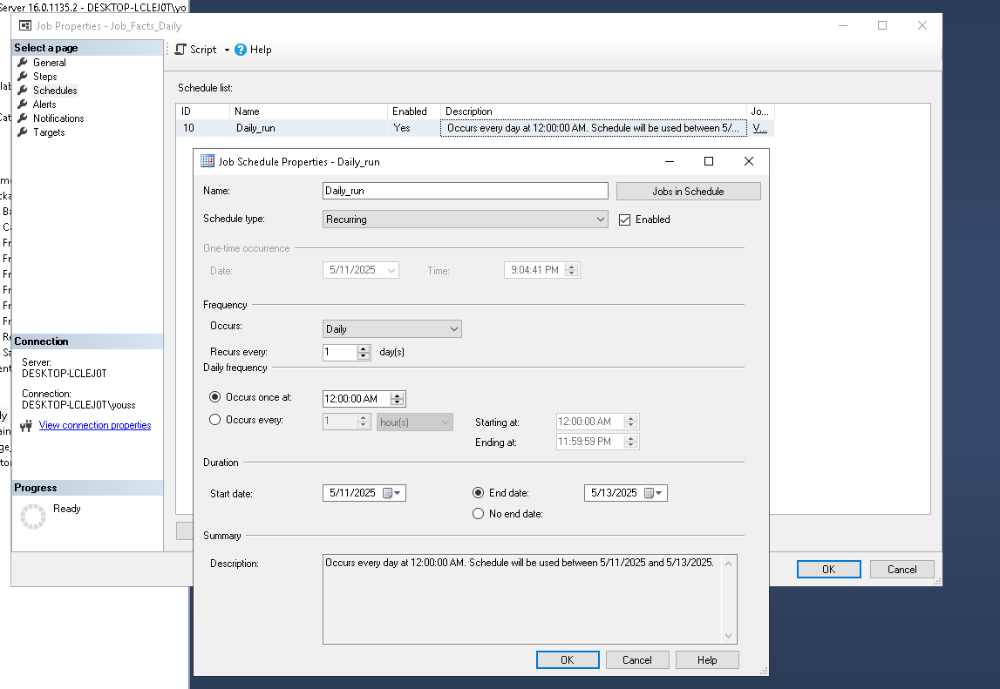 Server 16.0.1135.2 - DESKTOP-LCLEJ0T\yo
Job Properties - Job_Facts_Daily
Select a page
General
Steps
Schedules
Alerts
Notifications
Targets
Script
Help
Schedule list:
ID Name Enabled Description Jo...
10 Daily_run Yes Occurs every day at 12:00:00 AM. Schedule will be used between 5/... V...
Job Schedule Properties - Daily_run
Name: Daily_run Jobs in Schedule
Schedule type: Recurring Enabled
One-time occurrence
Date: 5/11/2025 Time: 9:04:41 PM
Frequency
Occurs: Daily
Recurs every: 1 day(s)
Daily frequency
Occurs once at: 12:00:00 AM
Occurs every: 1 hour(s) Starting at: 12:00:00 AM
Ending at: 11:59:59 PM
Duration
Start date: 5/11/2025 End date: 5/13/2025
No end date:
Summary
Description: Occurs every day at 12:00:00 AM. Schedule will be used between 5/11/2025 and 5/13/2025.
OK Cancel Help
Connection
Server:
DESKTOP-LCLEJ0T
Connection:
DESKTOP-LCLEJ0T\youss
View connection properties
Progress
Ready
OK Cancel